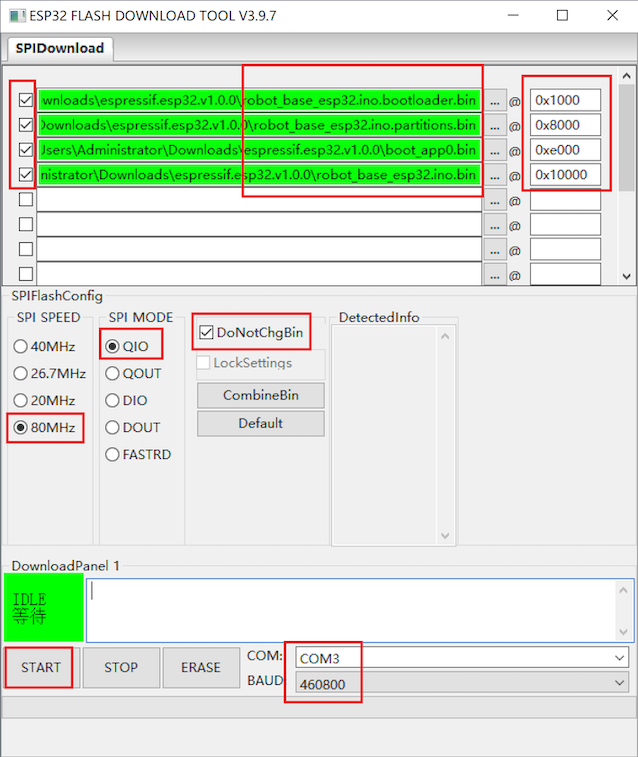 ESP32 FLASH DOWNLOAD TOOL V3.9.7
SPIDownload
wnloads\espressif.esp32.v1.0.0\robot_base_esp32.ino.bootloader.bin ... @ 0x1000
Downloads\espressif.esp32.v1.0.0\robot_base_esp32.ino.partitions.bin ... @ 0x8000
Users\Administrator\Downloads\espressif.esp32.v1.0.0\boot_app0.bin ... @ 0xe000
nistrator\Downloads\espressif.esp32.v1.0.0\robot_base_esp32.ino.bin ... @ 0x10000
... @
... @
... @
... @
SPIFlashConfig
SPI SPEED
40MHz
26.7MHz
20MHz
80MHz
SPI MODE
QIO
QOUT
DIO
DOUT
FASTRD
DoNotChgBin
LockSettings
CombineBin
Default
DetectedInfo
DownloadPanel 1
IDLE
等待
START STOP ERASE
COM: COM3
BAUD: 460800